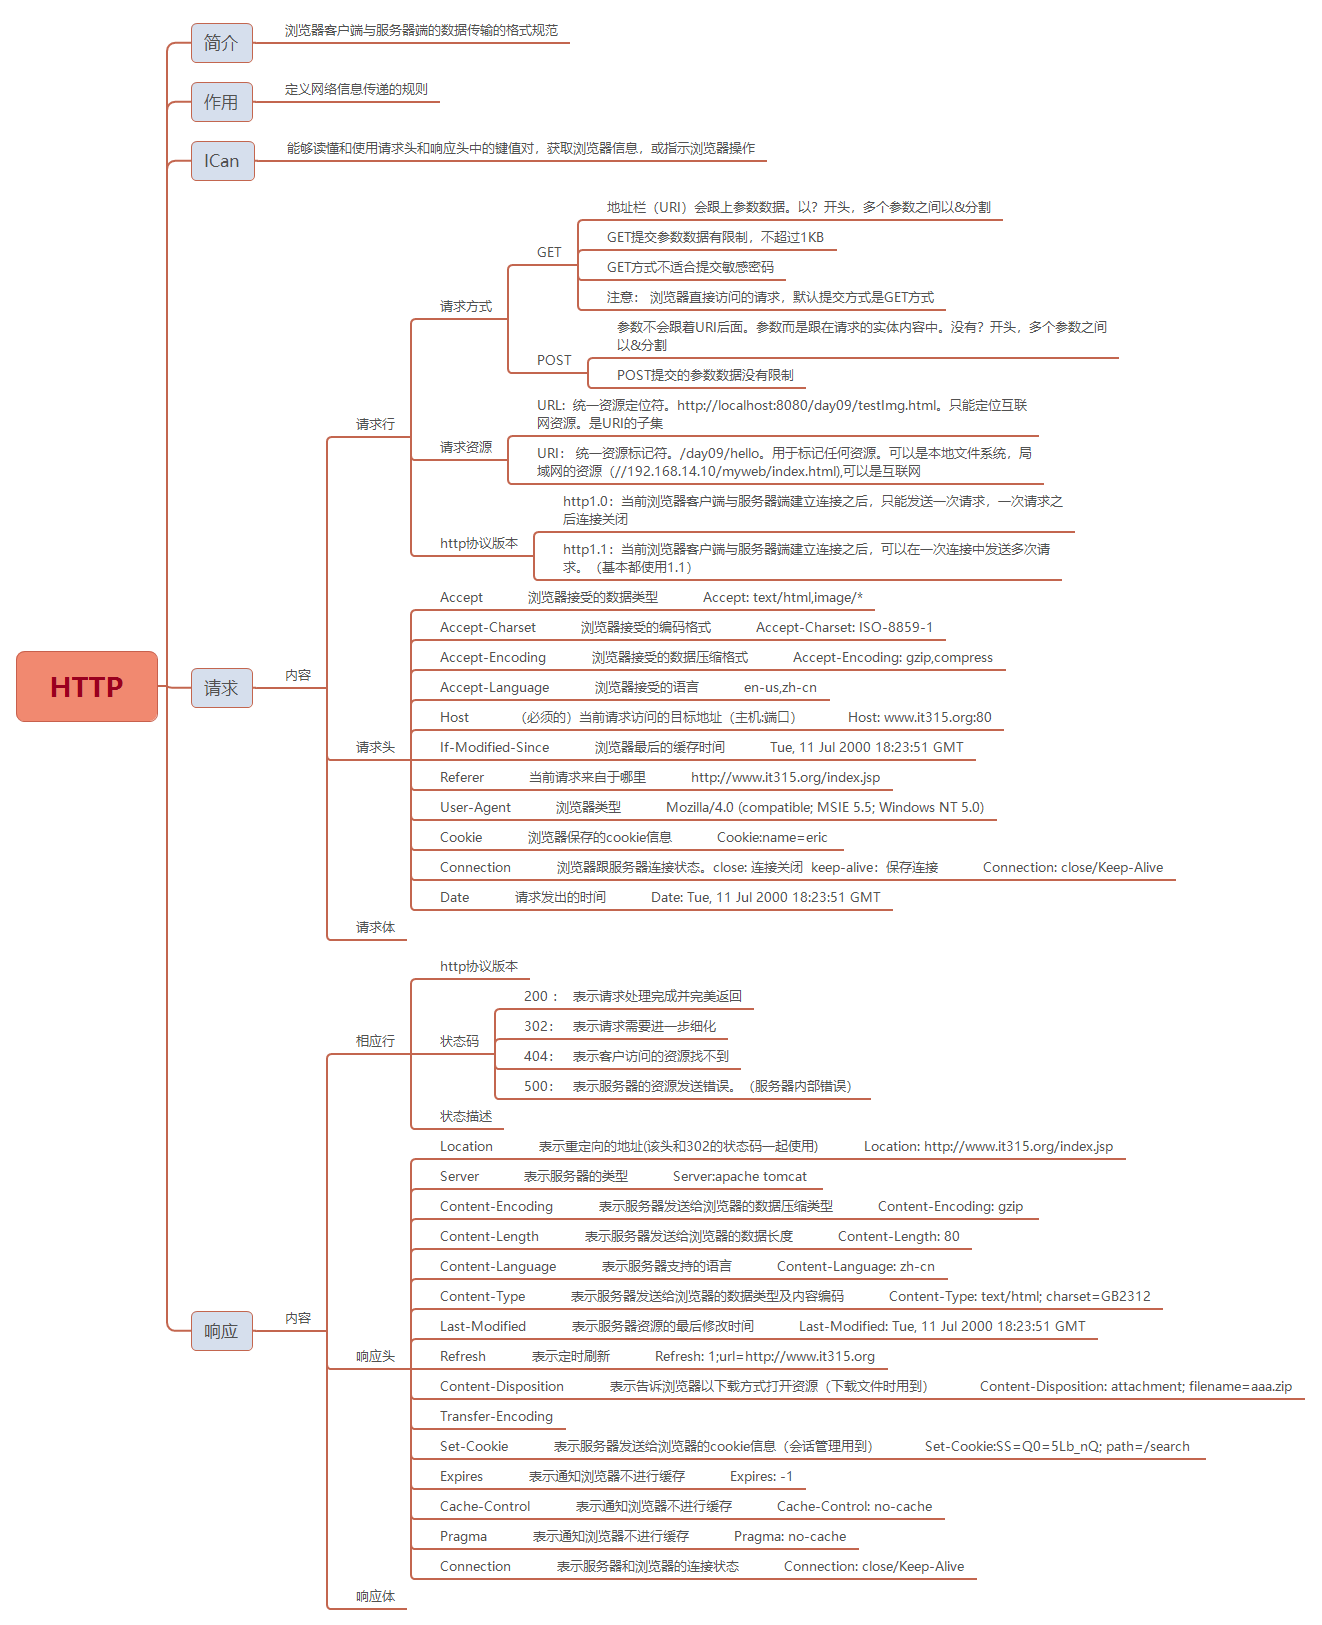 简介
浏览器客户端与服务器端的数据传输的格式规范
作用
定义网络信息传递的规则
ICan
能够读懂和使用请求头和响应头中的键值对，获取浏览器信息，或指示浏览器操作
HTTP
请求
内容
请求行
请求方式
GET
地址栏（URI）会跟上参数数据。以？开头，多个参数之间以&分割
GET提交参数数据有限制，不超过1KB
GET方式不适合提交敏感密码
注意： 浏览器直接访问的请求，默认提交方式是GET方式
POST
参数不会跟着URI后面。参数而是跟在请求的实体内容中。没有？开头，多个参数之间
以&分割
POST提交的参数数据没有限制
请求资源
URL: 统一资源定位符。http://localhost:8080/day09/testImg.html。只能定位互联
网资源。是URI的子集
URI： 统一资源标记符。/day09/hello。用于标记任何资源。可以是本地文件系统，局
域网的资源（//192.168.14.10/myweb/index.html),可以是互联网
http协议版本
http1.0：当前浏览器客户端与服务器端建立连接之后，只能发送一次请求，一次请求之
后连接关闭
http1.1：当前浏览器客户端与服务器端建立连接之后，可以在一次连接中发送多次请
求。（基本都使用1.1）
请求头
Accept 浏览器接受的数据类型 Accept: text/html,image/*
Accept-Charset 浏览器接受的编码格式 Accept-Charset: ISO-8859-1
Accept-Encoding 浏览器接受的数据压缩格式 Accept-Encoding: gzip,compress
Accept-Language 浏览器接受的语言 en-us,zh-cn
Host （必须的）当前请求访问的目标地址（主机:端口） Host: www.it315.org:80
If-Modified-Since 浏览器最后的缓存时间 Tue, 11 Jul 2000 18:23:51 GMT
Referer 当前请求来自于哪里 http://www.it315.org/index.jsp
User-Agent 浏览器类型 Mozilla/4.0 (compatible; MSIE 5.5; Windows NT 5.0)
Cookie 浏览器保存的cookie信息 Cookie:name=eric
Connection 浏览器跟服务器连接状态。close: 连接关闭 keep-alive：保存连接 Connection: close/Keep-Alive
Date 请求发出的时间 Date: Tue, 11 Jul 2000 18:23:51 GMT
请求体
响应
内容
相应行
http协议版本
状态码
200 ： 表示请求处理完成并完美返回
302： 表示请求需要进一步细化
404： 表示客户访问的资源找不到
500： 表示服务器的资源发送错误。（服务器内部错误）
状态描述
响应头
Location 表示重定向的地址(该头和302的状态码一起使用) Location: http://www.it315.org/index.jsp
Server 表示服务器的类型 Server:apache tomcat
Content-Encoding 表示服务器发送给浏览器的数据压缩类型 Content-Encoding: gzip
Content-Length 表示服务器发送给浏览器的数据长度 Content-Length: 80
Content-Language 表示服务器支持的语言 Content-Language: zh-cn
Content-Type 表示服务器发送给浏览器的数据类型及内容编码 Content-Type: text/html; charset=GB2312
Last-Modified 表示服务器资源的最后修改时间 Last-Modified: Tue, 11 Jul 2000 18:23:51 GMT
Refresh 表示定时刷新 Refresh: 1;url=http://www.it315.org
Content-Disposition 表示告诉浏览器以下载方式打开资源（下载文件时用到） Content-Disposition: attachment; filename=aaa.zip
Transfer-Encoding
Set-Cookie 表示服务器发送给浏览器的cookie信息（会话管理用到） Set-Cookie:SS=Q0=5Lb_nQ; path=/search
Expires 表示通知浏览器不进行缓存 Expires: -1
Cache-Control 表示通知浏览器不进行缓存 Cache-Control: no-cache
Pragma 表示通知浏览器不进行缓存 Pragma: no-cache
Connection 表示服务器和浏览器的连接状态 Connection: close/Keep-Alive
响应体